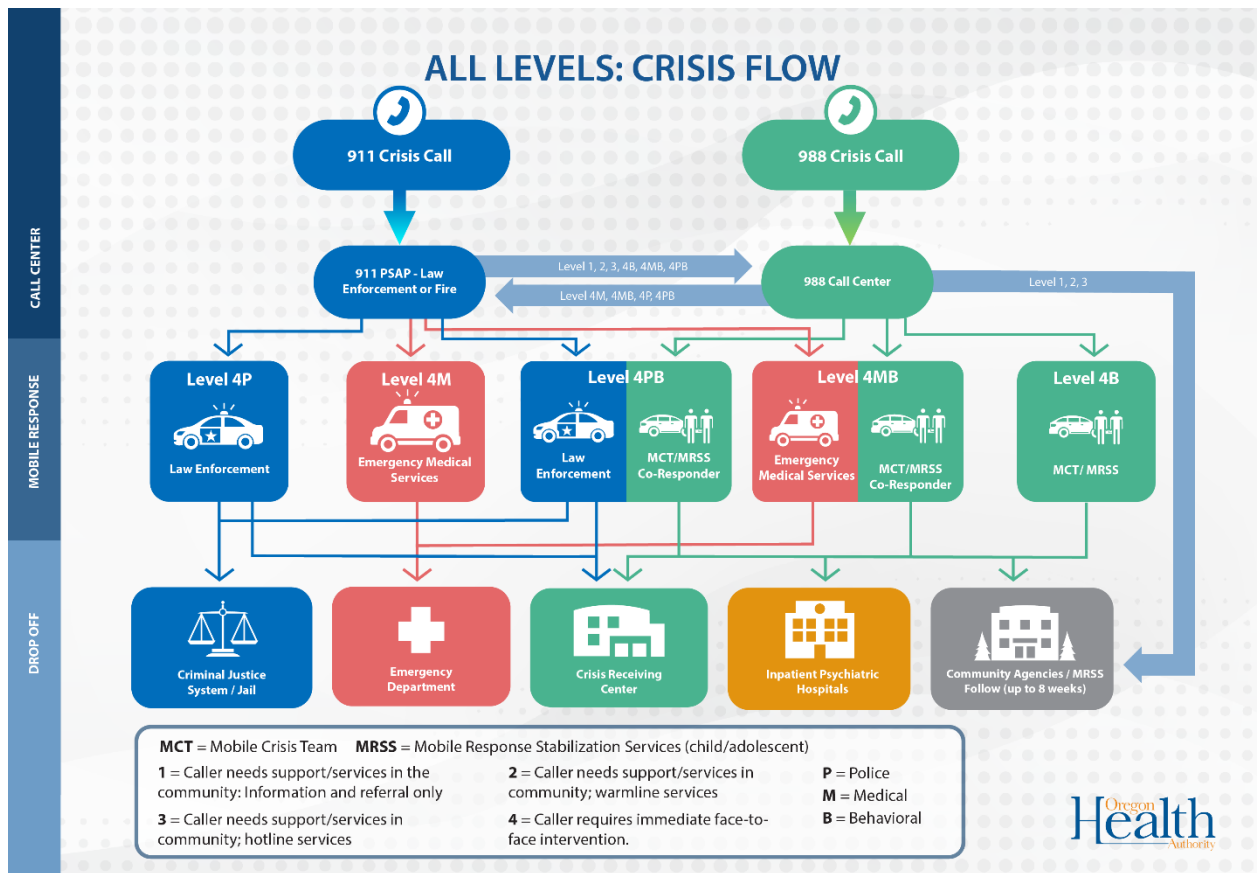 ALL LEVELS: CRISIS FLOW
CALL CENTER
911 Crisis Call
988 Crisis Call
911 PSAP - Law
Enforcement or Fire
Level 1, 2, 3, 4B, 4MB, 4PB
Level 4M, 4MB, 4P, 4PB
988 Call Center
Level 1, 2, 3
MOBILE RESPONSE
Level 4P
Law Enforcement
Level 4M
Emergency Medical
Services
Level 4PB
Law
Enforcement
MCT/MRSS
Co-Responder
Level 4MB
Emergency
Medical Services
MCT/MRSS
Co-Responder
Level 4B
MCT/ MRSS
DROP OFF
Criminal Justice
System / Jail
Emergency
Department
Crisis Receiving
Center
Inpatient Psychiatric
Hospitals
Community Agencies / MRSS
Follow (up to 8 weeks)
MCT = Mobile Crisis Team MRSS = Mobile Response Stabilization Services (child/adolescent)
1 = Caller needs support/services in the
community: Information and referral only
2 = Caller needs support/services in
community; warmline services
3 = Caller needs support/services in
community; hotline services
4 = Caller requires immediate face-to-
face intervention.
P = Police
M = Medical
B = Behavioral
Oregon
Health
Authority